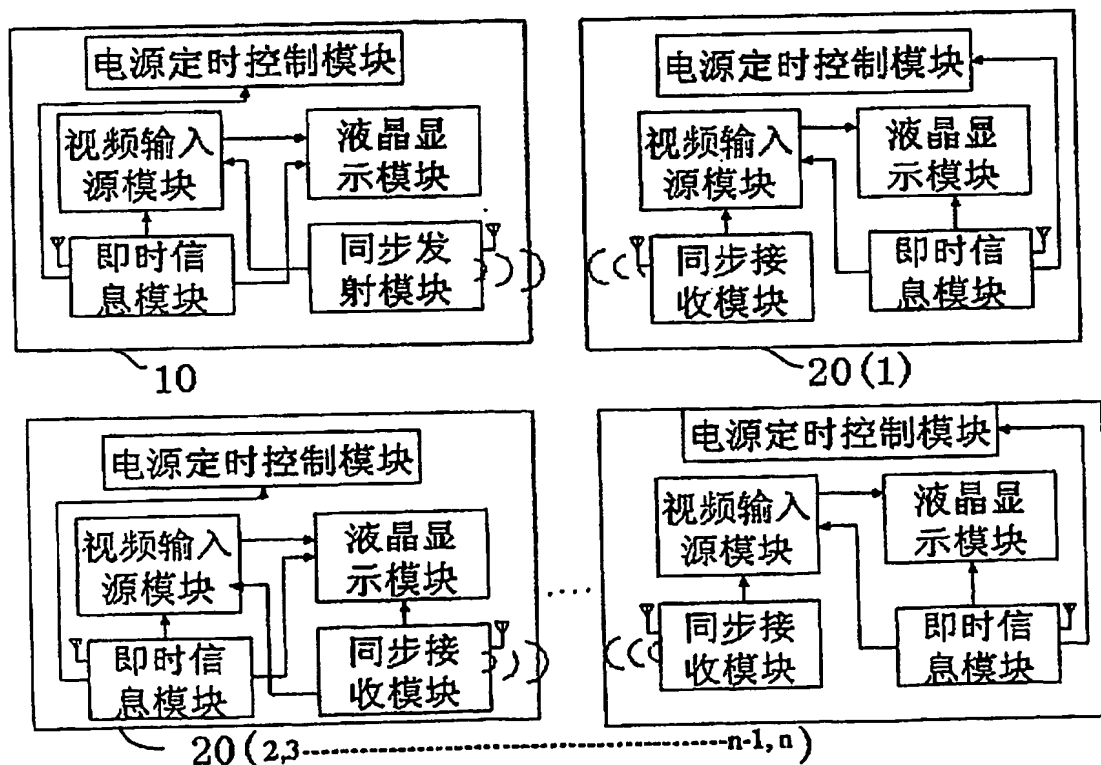 电源定时控制模块
视频输入
源模块
液晶显
示模块
即时信
息模块
同步发
射模块
10
电源定时控制模块
视频输入
源模块
液晶显
示模块
同步接
收模块
即时信
息模块
20(1)
电源定时控制模块
视频输入
源模块
液晶显
示模块
即时信
息模块
同步接
收模块
电源定时控制模块
视频输入
源模块
液晶显
示模块
同步接
收模块
即时信
息模块
20(2,3--------------------n-1,n)